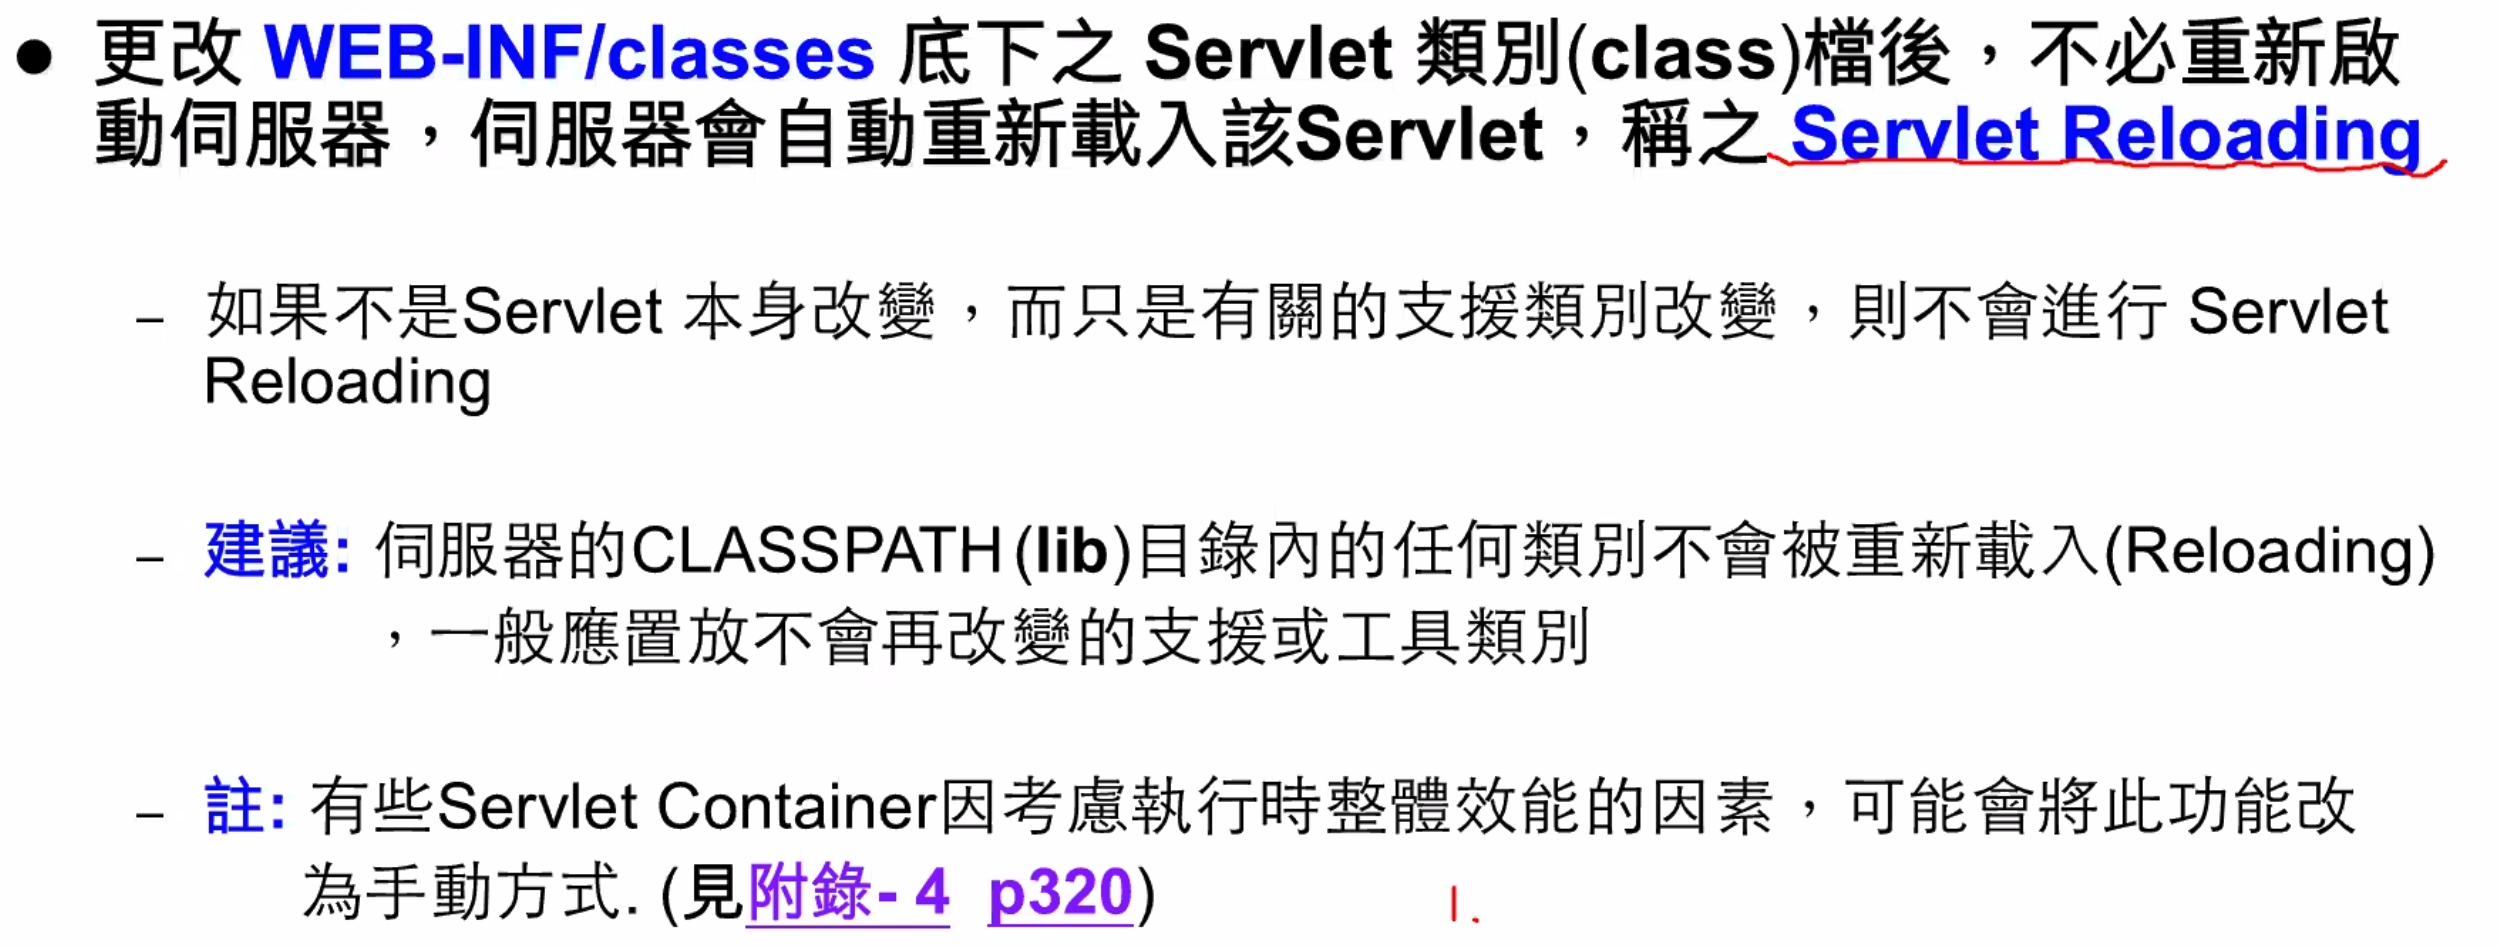 ● 更改 WEB-INF/classes 底下之 Servlet 類別(class)檔後，不必重新啟
動伺服器，伺服器會自動重新載入該Servlet，稱之 Servlet Reloading
– 如果不是Servlet 本身改變，而只是有關的支援類別改變，則不會進行 Servlet
Reloading
– 建議: 伺服器的CLASSPATH(lib)目錄內的任何類別不會被重新載入(Reloading)
，一般應置放不會再改變的支援或工具類別
– 註: 有些Servlet Container因考慮執行時整體效能的因素，可能會將此功能改
為手動方式. (見附錄- 4 p320)